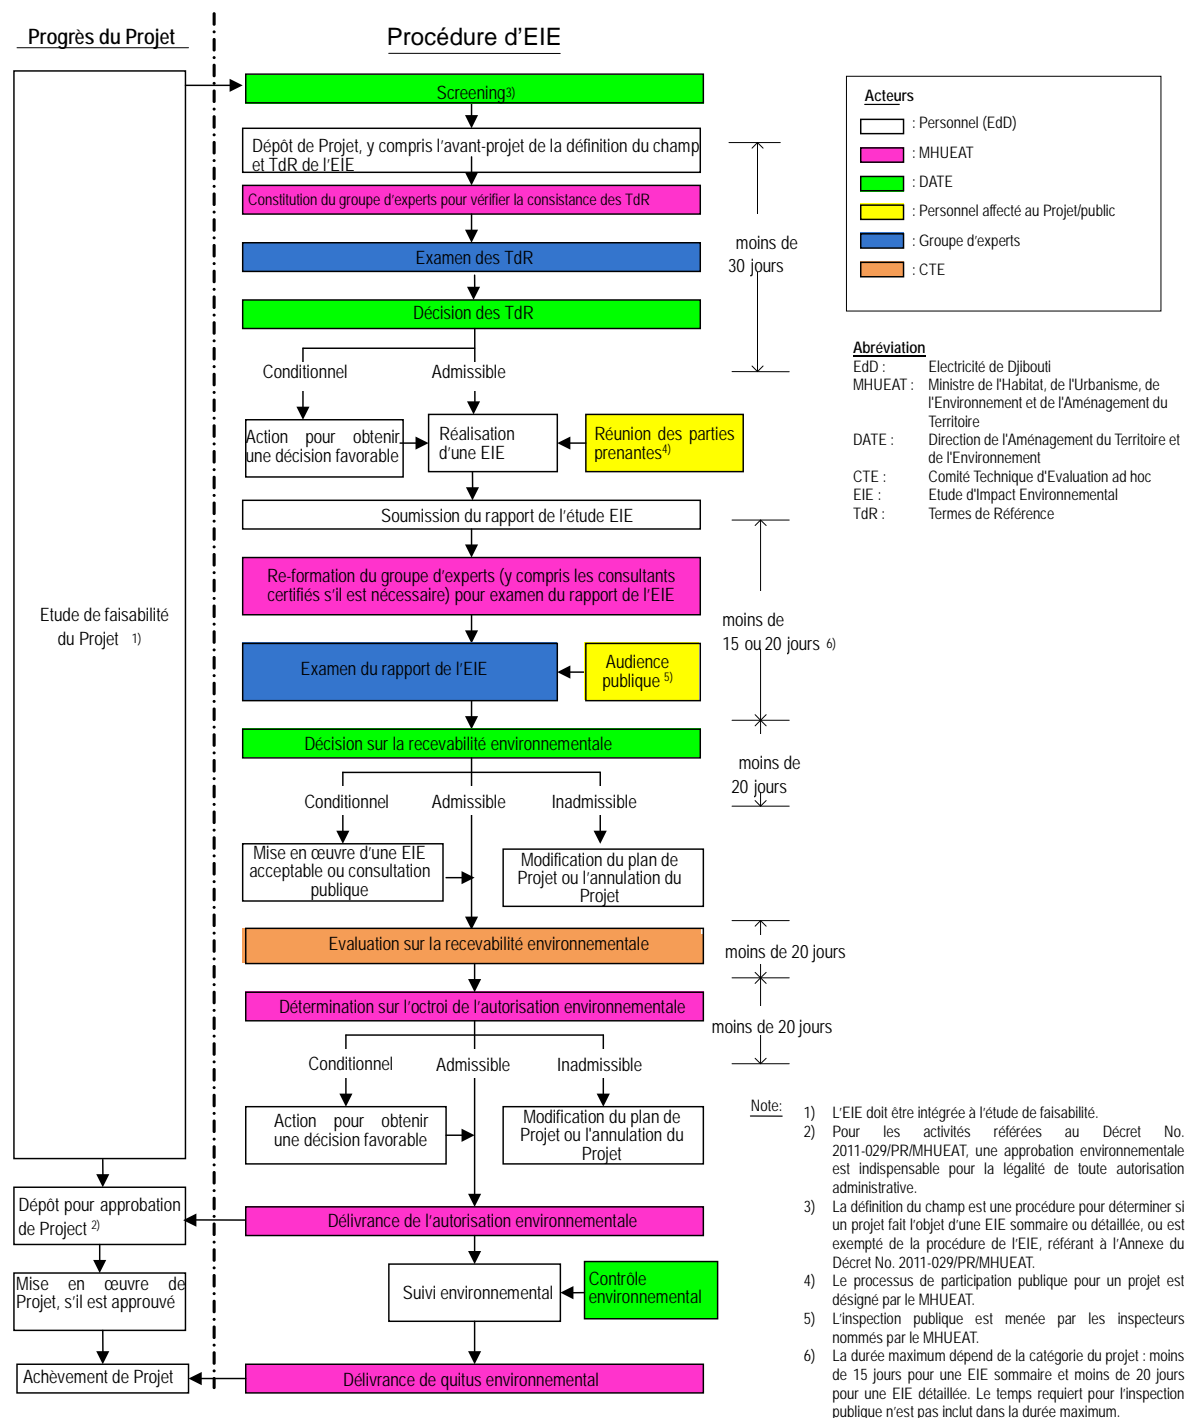 Progrès du Projet
Procédure d'EIE
Screening3)
Dépôt de Projet, y compris l'avant-projet de la définition du champ
et TdR de l'EIE
Constitution du groupe d'experts pour vérifier la consistance des TdR
Examen des TdR
Décision des TdR
moins de
30 jours
Conditionnel
Admissible
Action pour obtenir
une décision favorable
Réalisation
d'une EIE
Réunion des parties
prenantes4)
Soumission du rapport de l'étude EIE
Re-formation du groupe d'experts (y compris les consultants
certifiés s'il est nécessaire) pour examen du rapport de l'EIE
Etude de faisabilité
du Projet 1)
moins de
15 ou 20 jours 6)
Examen du rapport de l'EIE
Audience
publique 5)
Décision sur la recevabilité environnementale
moins de
20 jours
Conditionnel
Admissible
Inadmissible
Mise en œuvre d'une EIE
acceptable ou consultation
publique
Modification du plan de
Projet ou l'annulation du
Projet
Evaluation sur la recevabilité environnementale
moins de 20 jours
Détermination sur l'octroi de l'autorisation environnementale
moins de 20 jours
Conditionnel
Admissible
Inadmissible
Action pour obtenir
une décision favorable
Modification du plan de
Projet ou l'annulation du
Projet
Dépôt pour approbation
de Project 2)
Délivrance de l'autorisation environnementale
Mise en œuvre de
Projet, s'il est approuvé
Suivi environnemental
Contrôle
environnemental
Achèvement de Projet
Délivrance de quitus environnemental
Acteurs
: Personnel (EdD)
: MHUEAT
: DATE
: Personnel affecté au Projet/public
: Groupe d'experts
: CTE
Abréviation
EdD : Electricité de Djibouti
MHUEAT : Ministre de l'Habitat, de l'Urbanisme, de
l'Environnement et de l'Aménagement du
Territoire
DATE : Direction de l'Aménagement du Territoire et
de l'Environnement
CTE : Comité Technique d'Evaluation ad hoc
EIE : Etude d'Impact Environnemental
TdR : Termes de Référence
Note:
1) L'EIE doit être intégrée à l'étude de faisabilité.
2) Pour les activités référées au Décret No.
2011-029/PR/MHUEAT, une approbation environnementale
est indispensable pour la légalité de toute autorisation
administrative.
3) La définition du champ est une procédure pour déterminer si
un projet fait l'objet d'une EIE sommaire ou détaillée, ou est
exempté de la procédure de l'EIE, référant à l'Annexe du
Décret No. 2011-029/PR/MHUEAT.
4) Le processus de participation publique pour un projet est
désigné par le MHUEAT.
5) L'inspection publique est menée par les inspecteurs
nommés par le MHUEAT.
6) La durée maximum dépend de la catégorie du projet : moins
de 15 jours pour une EIE sommaire et moins de 20 jours
pour une EIE détaillée. Le temps requiert pour l'inspection
publique n'est pas inclut dans la durée maximum.